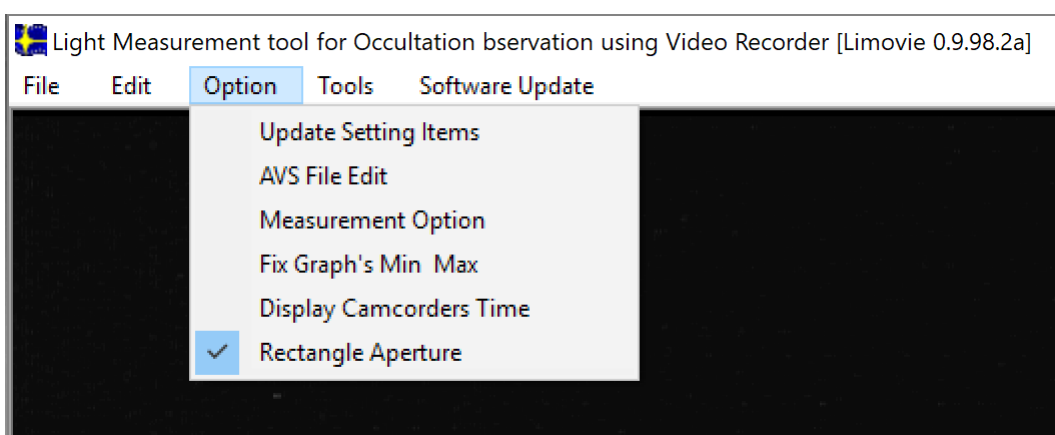 Light Measurement tool for Occultation bservation using Video Recorder [Limovie 0.9.98.2a]
File Edit Option Tools Software Update
Update Setting Items
AVS File Edit
Measurement Option
Fix Graph's Min  Max
Display Camcorders Time
Rectangle Aperture